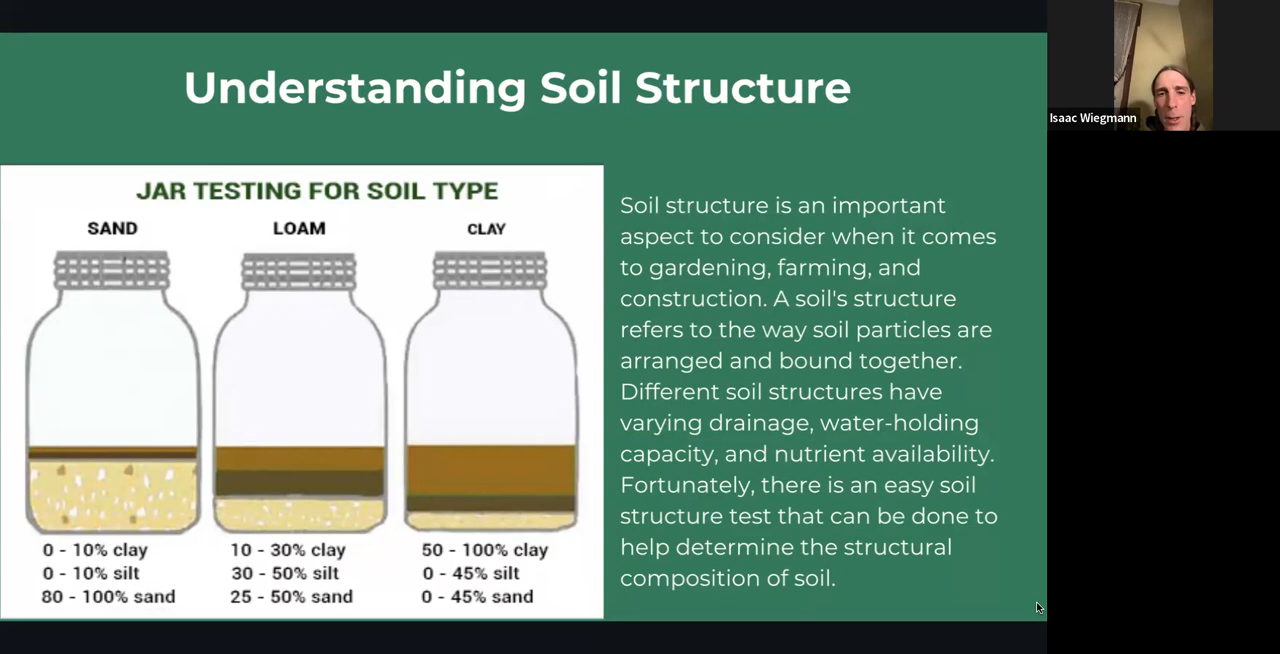 Understanding Soil Structure
Isaac Wiegmann
JAR TESTING FOR SOIL TYPE
SAND
LOAM
CLAY
0 - 10% clay
0 - 10% silt
80 - 100% sand
10 - 30% clay
30 - 50% silt
25 - 50% sand
50 - 100% clay
0 - 45% silt
0 - 45% sand
Soil structure is an important
aspect to consider when it comes
to gardening, farming, and
construction. A soil's structure
refers to the way soil particles are
arranged and bound together.
Different soil structures have
varying drainage, water-holding
capacity, and nutrient availability.
Fortunately, there is an easy soil
structure test that can be done to
help determine the structural
composition of soil.